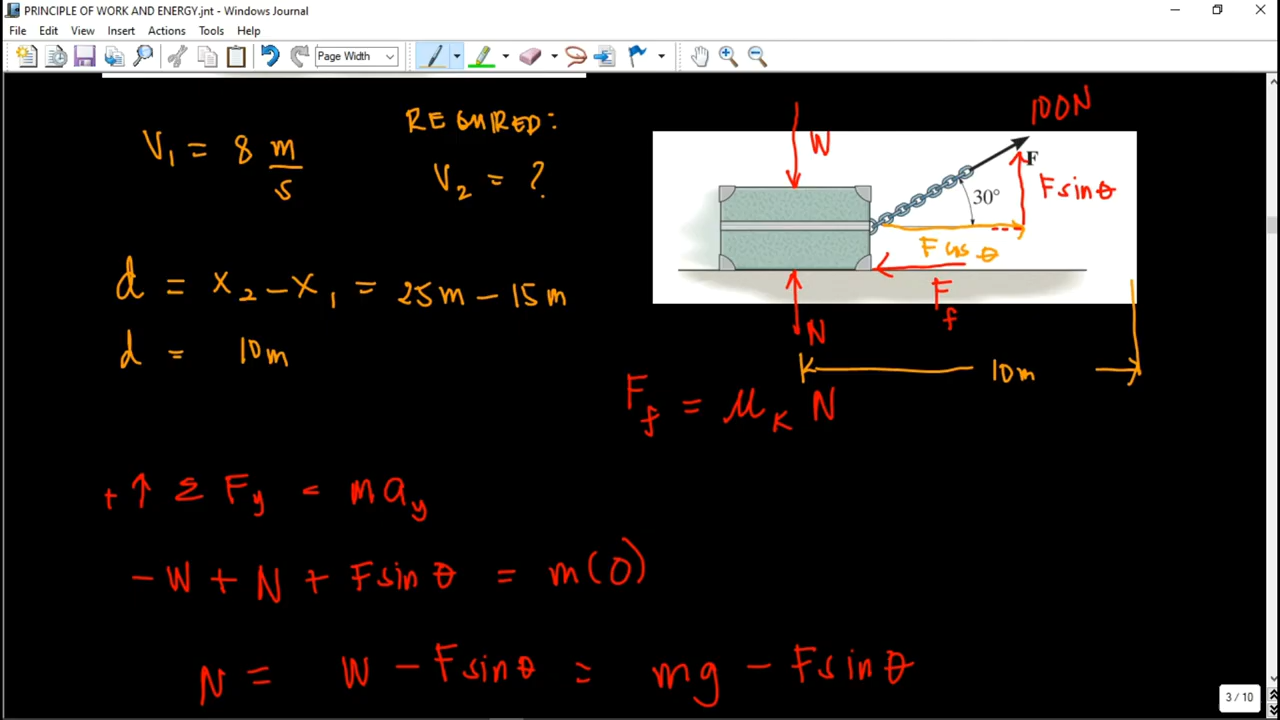 PRINCIPLE OF WORK AND ENERGY.jnt - Windows Journal
File Edit View Insert Actions Tools Help
Page Width
V₁ = 8 m/s
REQUIRED:
V₂ = ?
100N
W
F
30°
F sin θ
F cos θ
F_f
N
10m
d = x₂ - x₁ = 25m - 15m
d = 10m
F_f = μ_K N
+↑ Σ F_y = m a_y
- W + N + F sin θ = m(0)
N = W - F sin θ = mg - F sin θ
3 / 10